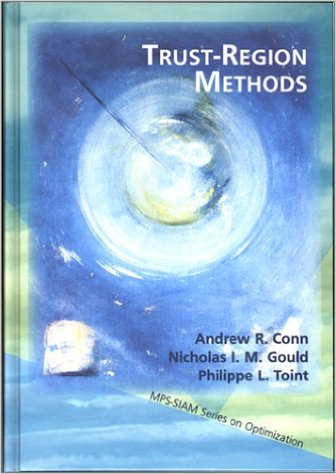 TRUST-REGION
METHODS
Andrew R. Conn
Nicholas I. M. Gould
Philippe L. Toint
MPS-SIAM Series on Optimization